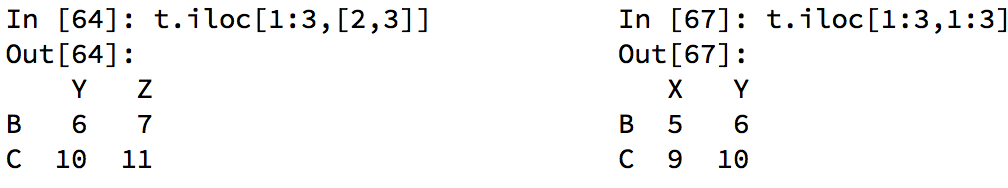 In [64]: t.iloc[1:3,[2,3]]
Out[64]:
Y Z
B 6 7
C 10 11
In [67]: t.iloc[1:3,1:3]
Out[67]:
X Y
B 5 6
C 9 10